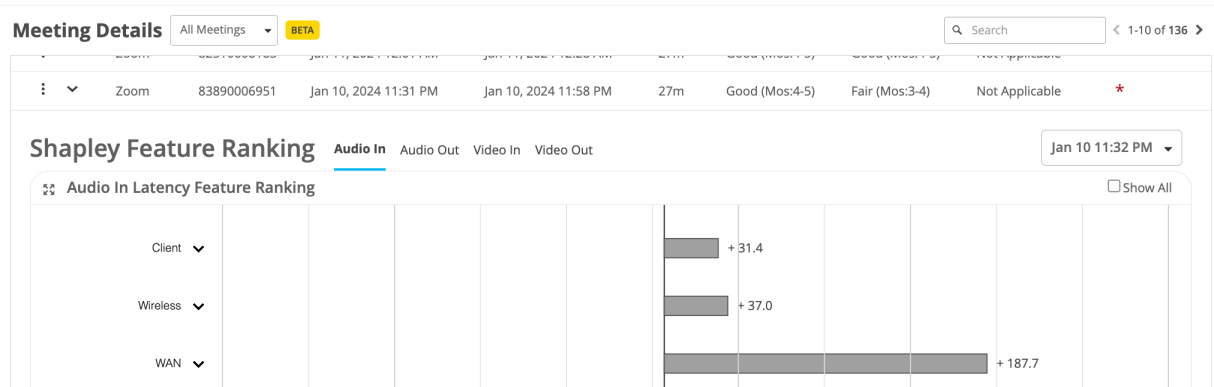 Meeting Details All Meetings BETA Search 1-10 of 136
Zoom 83890006951 Jan 10, 2024 11:31 PM Jan 10, 2024 11:58 PM 27m Good (Mos:4-5) Fair (Mos:3-4) Not Applicable *
Shapley Feature Ranking Audio In Audio Out Video In Video Out Jan 10 11:32 PM
Audio In Latency Feature Ranking Show All
Client + 31.4
Wireless + 37.0
WAN + 187.7